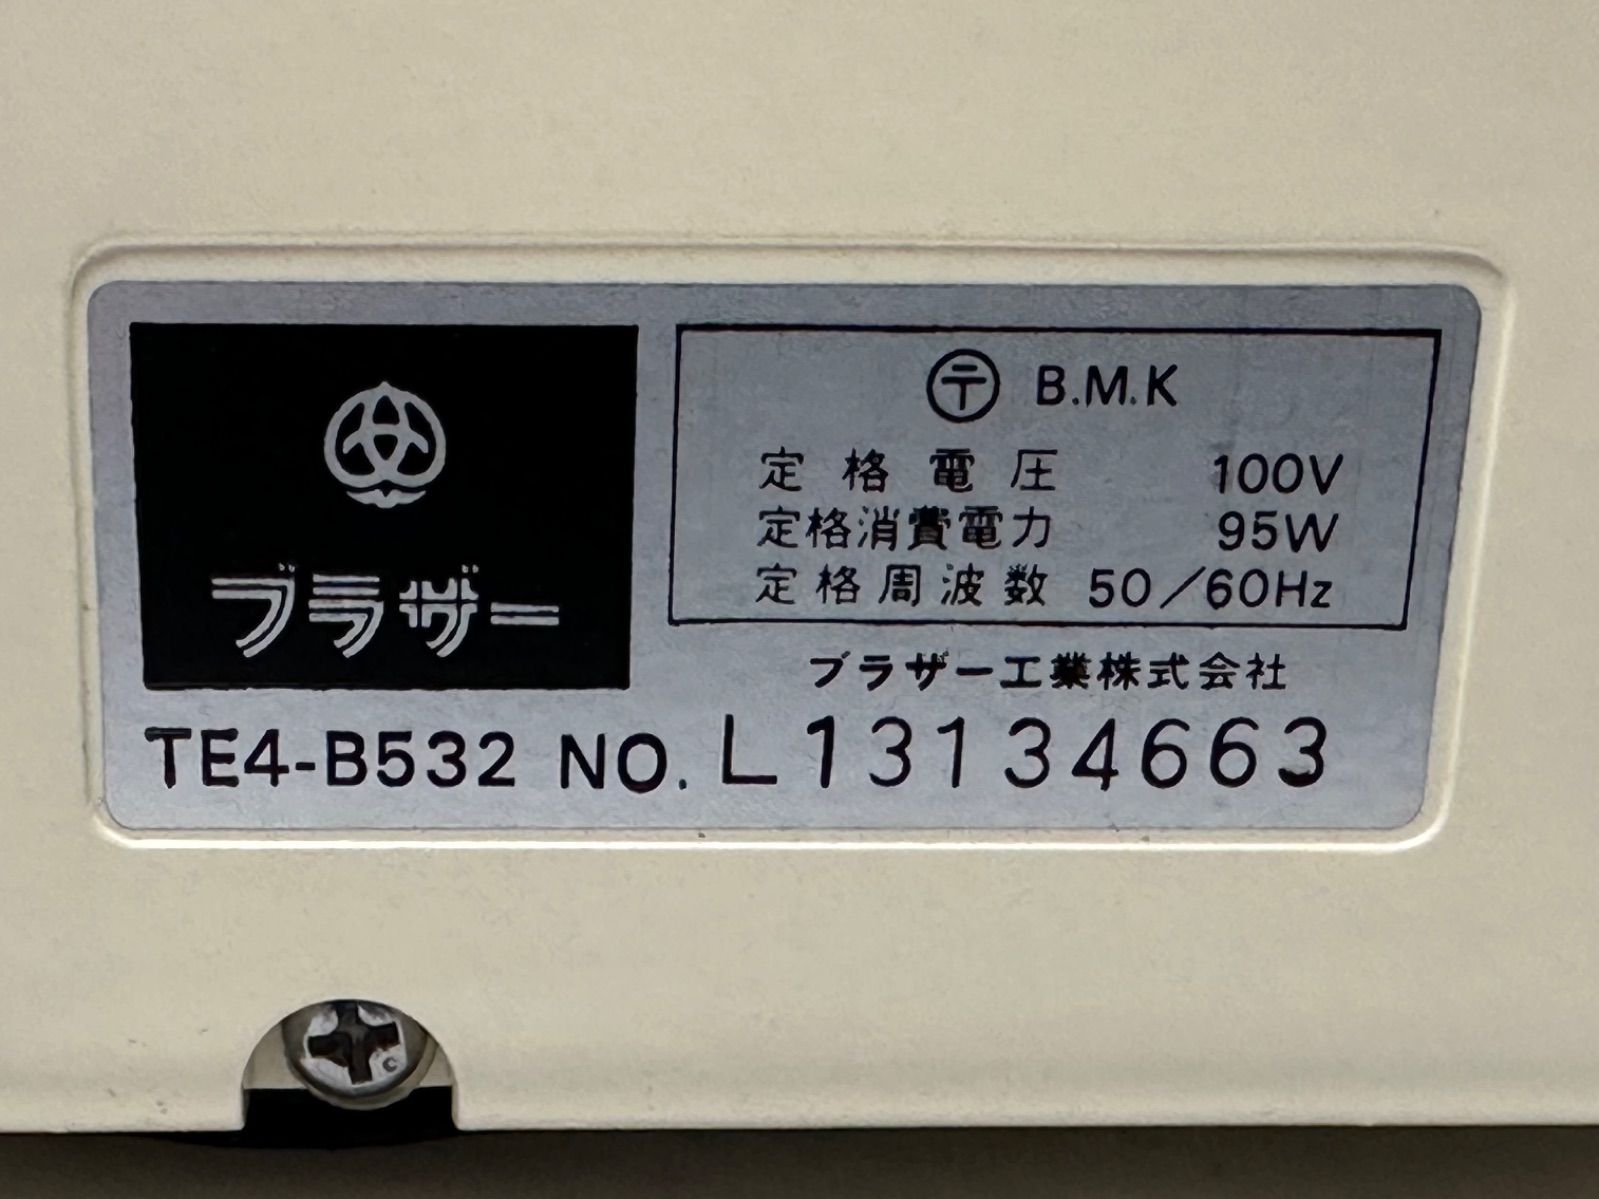 ブラザー
〒 B.M.K
定格電圧 100V
定格消費電力 95W
定格周波数 50/60Hz
ブラザー工業株式会社
TE4-B532 NO. L13134663